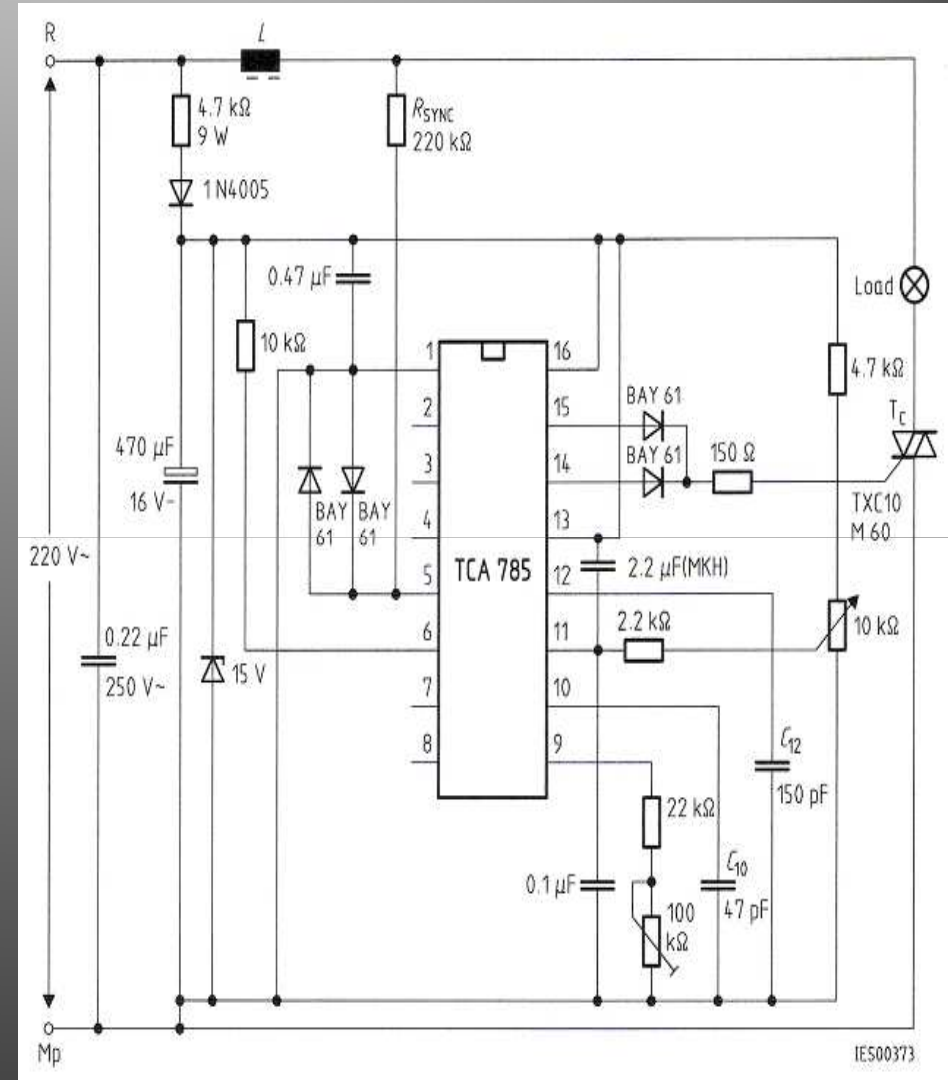 R
L
4.7 kΩ
9 W
R_SYNC
220 kΩ
1N4005
0.47 µF
10 kΩ
Load
1
16
4.7 kΩ
2
15
BAY 61
T_C
470 µF
16 V-
3
14
BAY 61
150 Ω
BAY
61
BAY
61
TXC10
M 60
4
13
220 V~
TCA 785
5
12
2.2 µF(MKH)
0.22 µF
250 V~
15 V
6
11
2.2 kΩ
10 kΩ
7
10
8
9
C12
150 pF
22 kΩ
0.1 µF
C10
47 pF
100
kΩ
Mp
IES00373